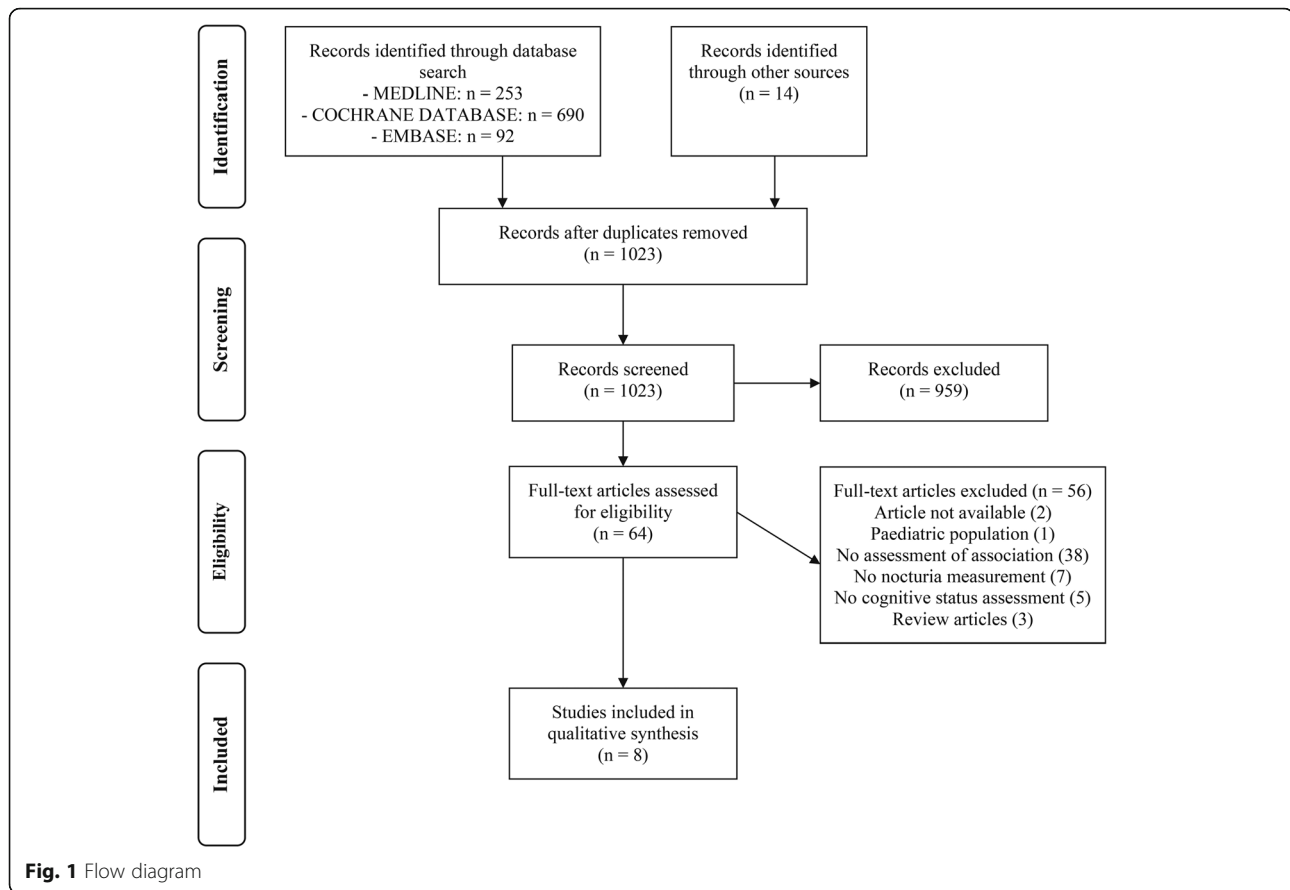 Identification
Records identified through database
search
- MEDLINE: n = 253
- COCHRANE DATABASE: n = 690
- EMBASE: n = 92
Records identified
through other sources
(n = 14)
Records after duplicates removed
(n = 1023)
Screening
Records screened
(n = 1023)
Records excluded
(n = 959)
Eligibility
Full-text articles assessed
for eligibility
(n = 64)
Full-text articles excluded (n = 56)
Article not available (2)
Paediatric population (1)
No assessment of association (38)
No nocturia measurement (7)
No cognitive status assessment (5)
Review articles (3)
Included
Studies included in
qualitative synthesis
(n = 8)
Fig. 1 Flow diagram